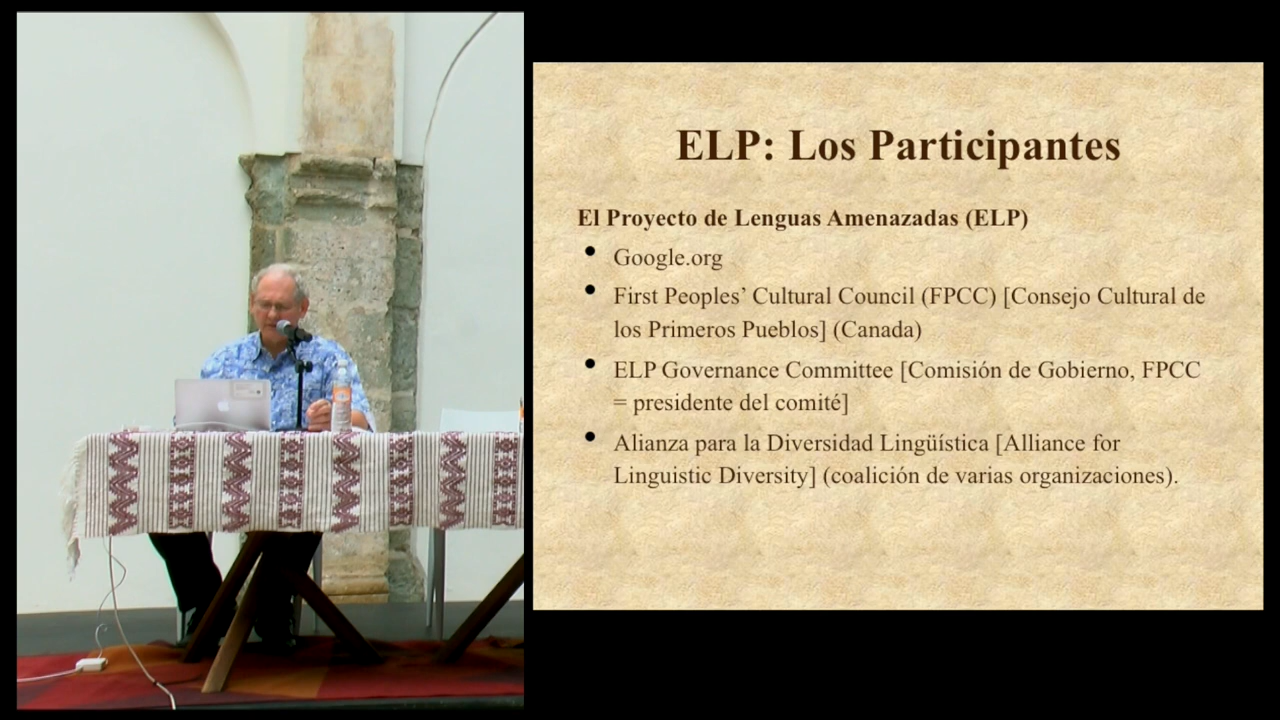 ELP: Los Participantes
El Proyecto de Lenguas Amenazadas (ELP)
• Google.org
• First Peoples’ Cultural Council (FPCC) [Consejo Cultural de
los Primeros Pueblos] (Canada)
• ELP Governance Committee [Comisión de Gobierno, FPCC
= presidente del comité]
• Alianza para la Diversidad Lingüística [Alliance for
Linguistic Diversity] (coalición de varias organizaciones).